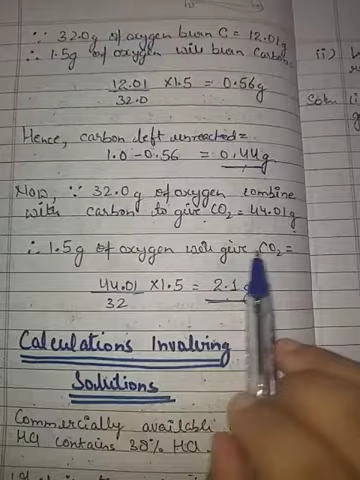 ∵ 32.0g of oxygen burn C = 12.01g
∴ 1.5g of oxygen will burn carbon
12.01/32.0 × 1.5 = 0.56g
Hence, carbon left unreacted =
1.0 - 0.56 = 0.44g
Now, ∵ 32.0g of oxygen combine
with carbon to give CO₂ = 44.01g
∴ 1.5g of oxygen will give CO₂ =
44.01/32 × 1.5 = 2.1
Calculations Involving
Solutions
Commercially available
HCl contains 38% HCl
ii)
Soln